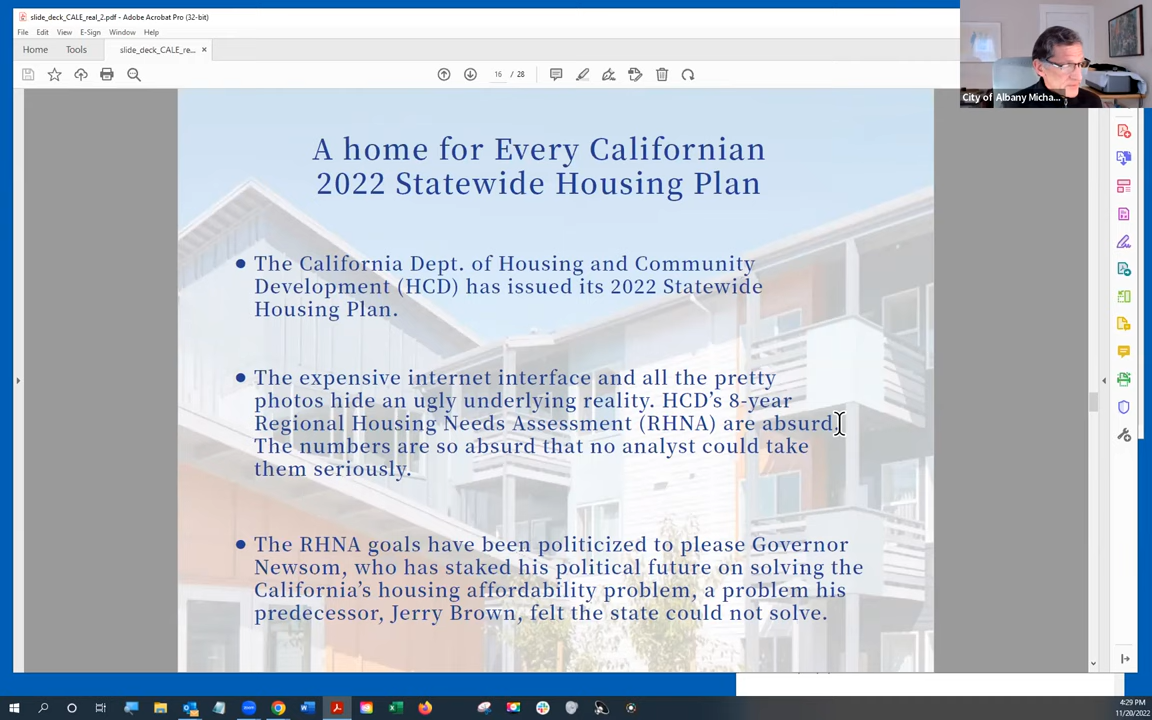 slide_deck_CALE_real_2.pdf - Adobe Acrobat Pro (32-bit)
File Edit View E-Sign Window Help
Home Tools slide_deck_CALE_re... ×
16 / 28
City of Albany Micha...
A home for Every Californian
2022 Statewide Housing Plan
● The California Dept. of Housing and Community
Development (HCD) has issued its 2022 Statewide
Housing Plan.
● The expensive internet interface and all the pretty
photos hide an ugly underlying reality. HCD’s 8-year
Regional Housing Needs Assessment (RHNA) are absurd.
The numbers are so absurd that no analyst could take
them seriously.
● The RHNA goals have been politicized to please Governor
Newsom, who has staked his political future on solving the
California’s housing affordability problem, a problem his
predecessor, Jerry Brown, felt the state could not solve.
4:29 PM
11/20/2022